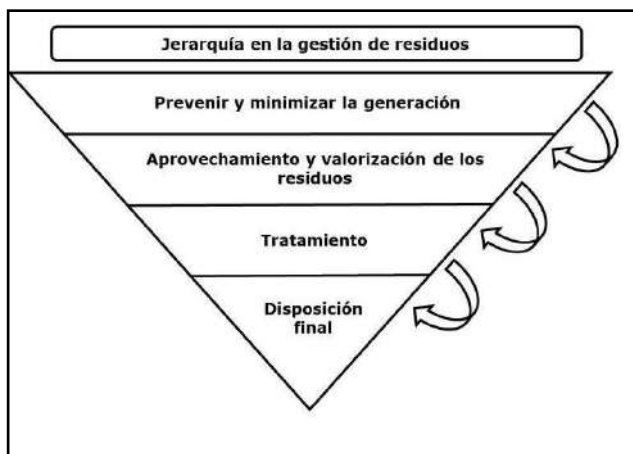 Jerarquía en la gestión de residuos
Prevenir y minimizar la generación
Aprovechamiento y valorización de los
residuos
Tratamiento
Disposición
final